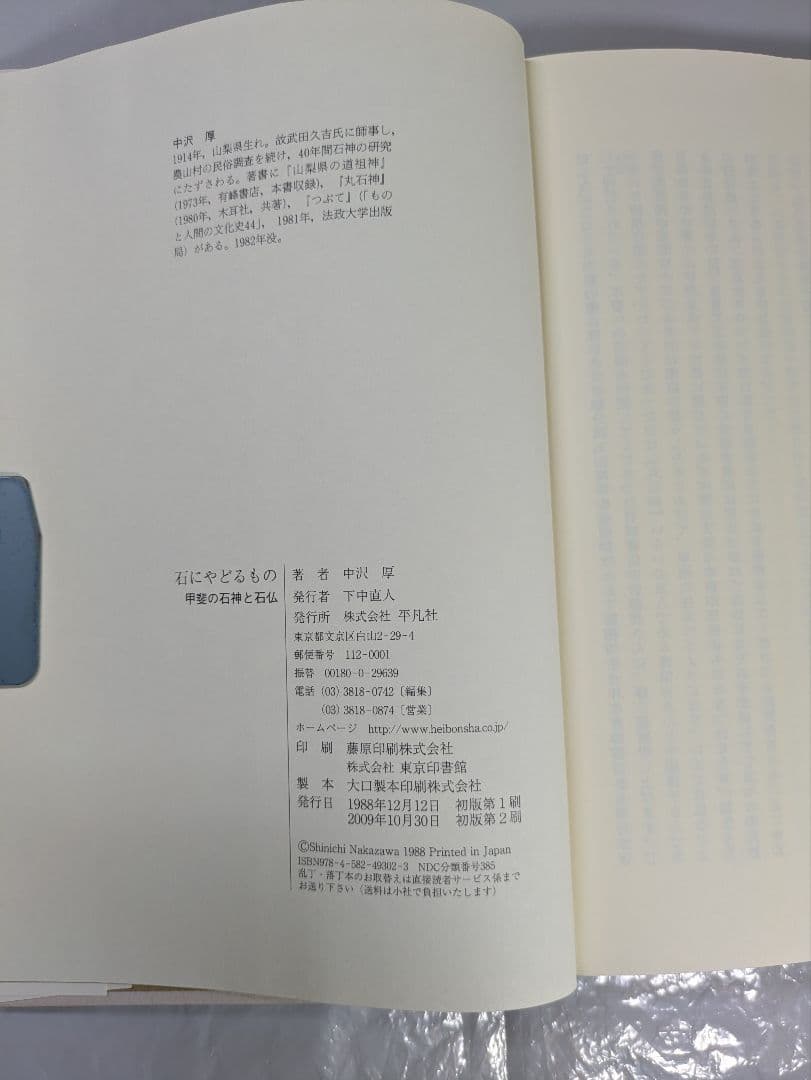 中沢 厚
1914年，山梨県生れ。故武田久吉氏に師事し，
農山村の民俗調査を続け，40年間石神の研究
にたずさわる。著書に『山梨県の道祖神』
(1973年，有峰書店，本書収録)，『丸石神』
(1980年，木耳社，共著)，『つぶて』(「もの
と人間の文化史44」， 1981年，法政大学出版
局）がある。1982年没。
石にやどるもの
甲斐の石神と石仏
著 者 中沢 厚
発行者 下中直人
発行所 株式会社 平凡社
東京都文京区白山2-29-4
郵便番号 112-0001
振替 00180-0-29639
電話 (03)3818-0742〔編集〕
(03)3818-0874〔営業〕
ホームページ http://www.heibonsha.co.jp/
印 刷 藤原印刷株式会社
株式会社 東京印書館
製 本 大口製本印刷株式会社
発行日 1988年12月12日 初版第1刷
2009年10月30日 初版第2刷
©Shinichi Nakazawa 1988 Printed in Japan
ISBN978-4-582-49302-3 NDC分類番号385
乱丁・落丁本のお取替えは直接読者サービス係まで
お送り下さい（送料は小社で負担いたします）